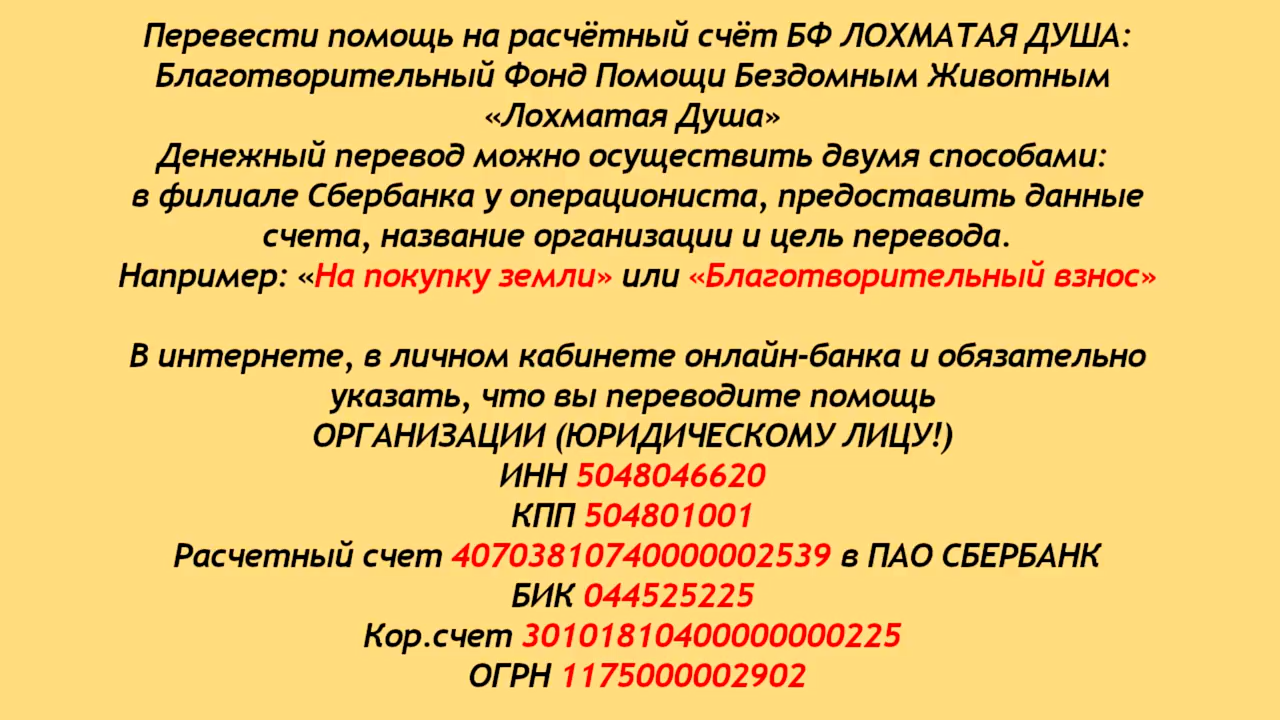 Перевести помощь на расчётный счёт БФ ЛОХМАТАЯ ДУША:
Благотворительный Фонд Помощи Бездомным Животным
«Лохматая Душа»
Денежный перевод можно осуществить двумя способами:
в филиале Сбербанка у операциониста, предоставить данные
счета, название организации и цель перевода.
Например: «На покупку земли» или «Благотворительный взнос»
В интернете, в личном кабинете онлайн-банка и обязательно
указать, что вы переводите помощь
ОРГАНИЗАЦИИ (ЮРИДИЧЕСКОМУ ЛИЦУ!)
ИНН 5048046620
КПП 504801001
Расчетный счет 40703810740000002539 в ПАО СБЕРБАНК
БИК 044525225
Кор.счет 30101810400000000225
ОГРН 1175000002902